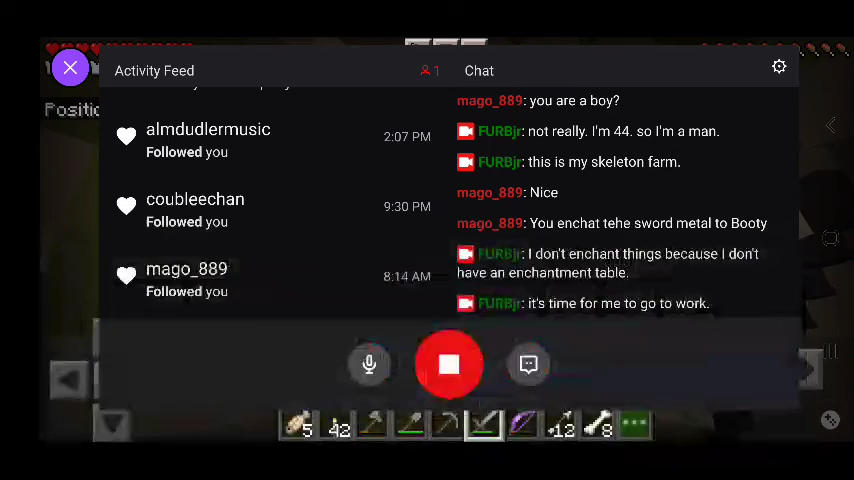 Activity Feed
1
Chat
Positio
almdudlermusic
2:07 PM
Followed you
coubleechan
9:30 PM
Followed you
mago_889
8:14 AM
Followed you
mago_889: you are a boy?
FURBjr: not really. I'm 44. so I'm a man.
FURBjr: this is my skeleton farm.
mago_889: Nice
mago_889: You enchat tehe sword metal to Booty
FURBjr: I don't enchant things because I don't
have an enchantment table.
FURBjr: it's time for me to go to work.
5
42
12
8